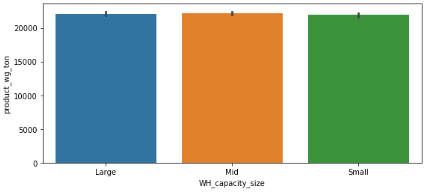 product_wg_ton
20000
15000
10000
5000
0
Large
Mid
Small
WH_capacity_size